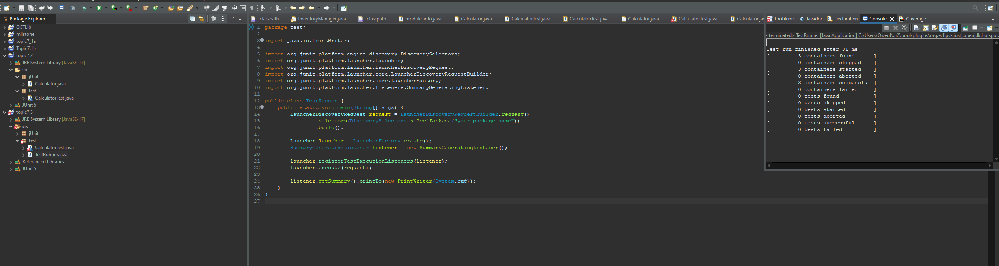 Package Explorer
GCTLib
milstone
topic7_1a
Topic7.1b
topic7.2
JRE System Library [JavaSE-17]
src
jUnit
Calculator.java
test
CalculatorTest.java
JUnit 5
topic7.3
JRE System Library [JavaSE-17]
src
jUnit
test
CalculatorTest.java
TestRunner.java
Referenced Libraries
JUnit 5
.classpath InventoryManager.java .classpath module-info.java Calculator.java CalculatorTest.java CalculatorTest.java Calculator.java CalculatorTest.java Calculator.jav
1 package test;
2
3 import java.io.PrintWriter;
4
5 import org.junit.platform.engine.discovery.DiscoverySelectors;
6 import org.junit.platform.launcher.Launcher;
7 import org.junit.platform.launcher.LauncherDiscoveryRequest;
8 import org.junit.platform.launcher.core.LauncherDiscoveryRequestBuilder;
9 import org.junit.platform.launcher.core.LauncherFactory;
10 import org.junit.platform.launcher.listeners.SummaryGeneratingListener;
11
12 public class TestRunner {
13 public static void main(String[] args) {
14 LauncherDiscoveryRequest request = LauncherDiscoveryRequestBuilder.request()
15 .selectors(DiscoverySelectors.selectPackage("your.package.name"))
16 .build();
17
18 Launcher launcher = LauncherFactory.create();
19 SummaryGeneratingListener listener = new SummaryGeneratingListener();
20
21 launcher.registerTestExecutionListeners(listener);
22 launcher.execute(request);
23
24 listener.getSummary().printTo(new PrintWriter(System.out));
25 }
26 }
27
Problems Javadoc Declaration Console Coverage
<terminated> TestRunner [Java Application] C:\Users\Owenl\.p2\pool\plugins\org.eclipse.justj.openjdk.hotspot.
Test run finished after 31 ms
[ 3 containers found ]
[ 0 containers skipped ]
[ 3 containers started ]
[ 0 containers aborted ]
[ 3 containers successful ]
[ 0 containers failed ]
[ 0 tests found ]
[ 0 tests skipped ]
[ 0 tests started ]
[ 0 tests aborted ]
[ 0 tests successful ]
[ 0 tests failed ]